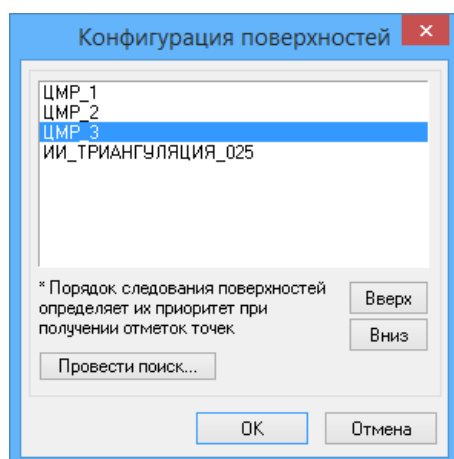 Конфигурация поверхностей
ЦМР_1
ЦМР_2
ЦМР_3
ИИ_ТРИАНГУЛЯЦИЯ_025
* Порядок следования поверхностей
определяет их приоритет при
получении отметок точек
Вверх
Вниз
Провести поиск...
OK
Отмена